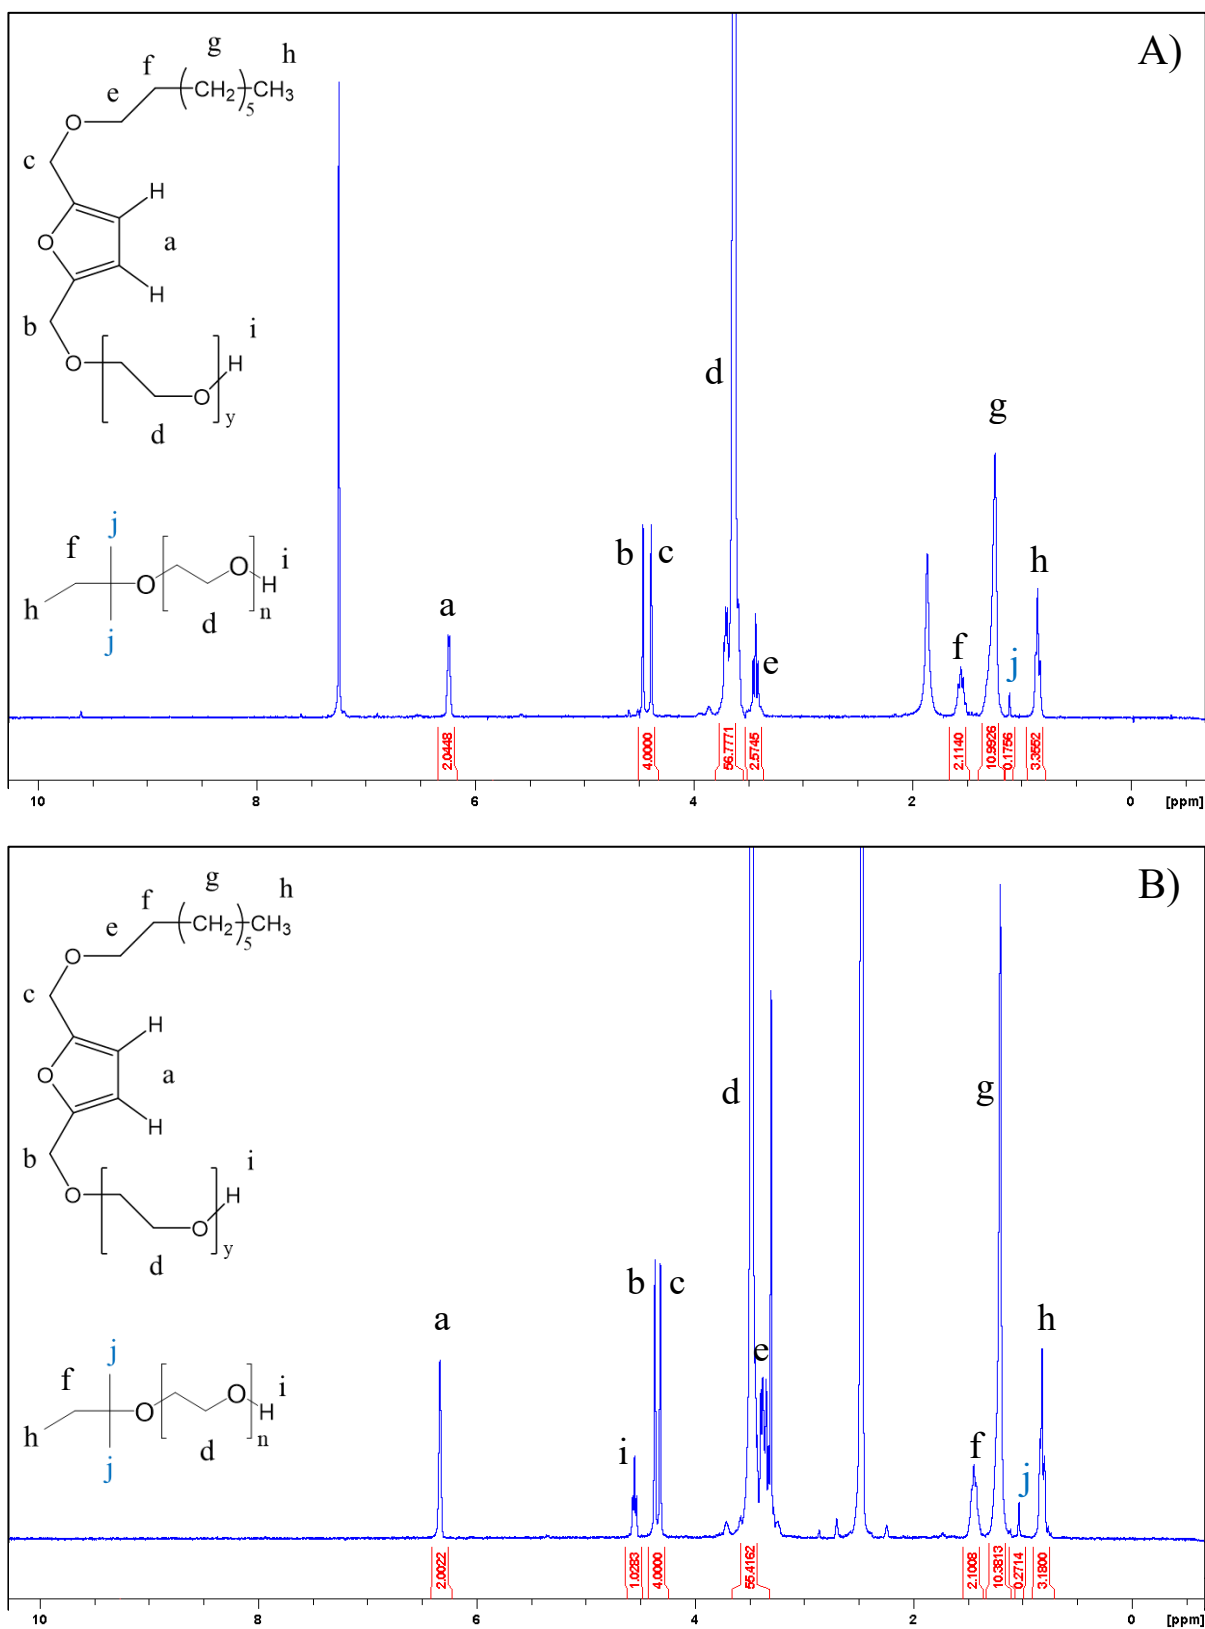 A)
g
h
f
(CH₂)₅CH₃
e
O
c
H
O
a
H
b
i
O
H
O
y
d
j
f
O
i
O
H
h
n
d
j
a
b
c
d
e
f
g
j
h
2.0448
4.0000
56.7771
2.5745
2.1140
10.9926
0.1756
3.3552
10 8 6 4 2 0 [ppm]
B)
g
h
f
(CH₂)₅CH₃
e
O
c
H
O
a
H
b
i
O
H
O
y
d
j
f
O
i
O
H
h
n
d
j
a
i
b
c
d
e
f
g
j
h
2.0022
1.0283
4.0000
55.4162
2.1008
10.3813
0.2714
3.1800
10 8 6 4 2 0 [ppm]